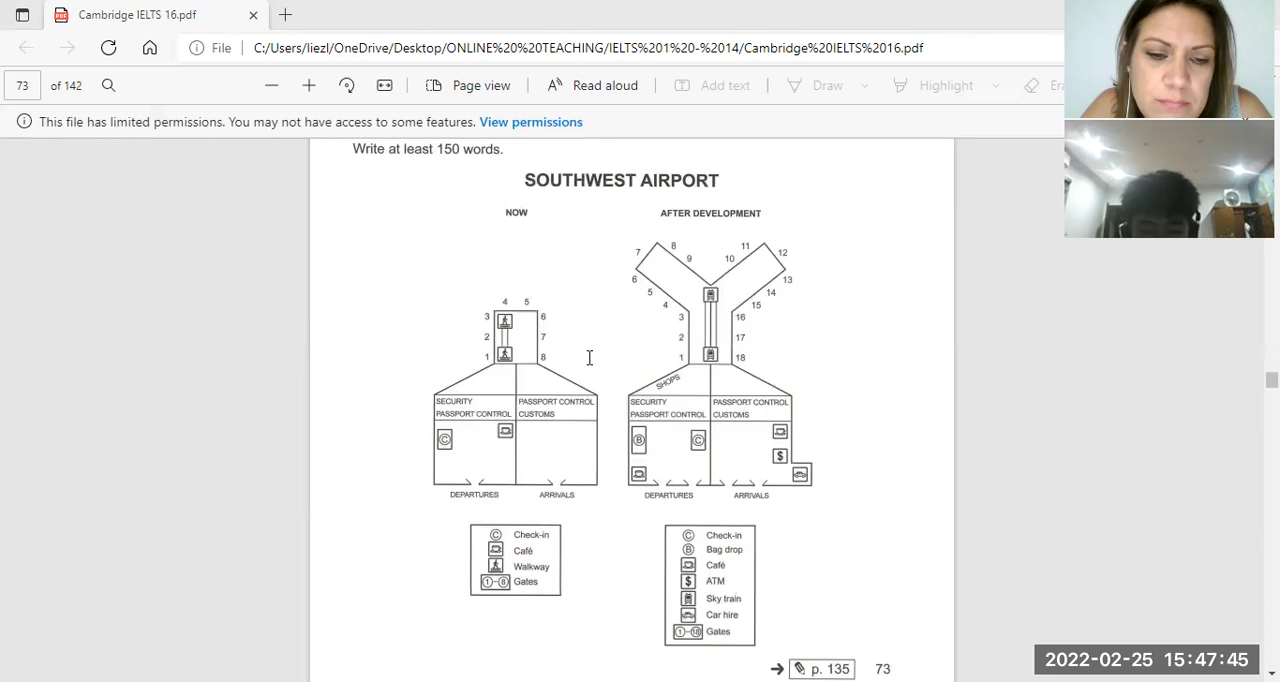 Cambridge IELTS 16.pdf
File C:/Users/liezl/OneDrive/Desktop/ONLINE%20%20TEACHING/IELTS%201%20-%2014/Cambridge%20IELTS%2016.pdf
73 of 142 Page view Read aloud Add text Draw Highlight Era
This file has limited permissions. You may not have access to some features. View permissions
Write at least 150 words.
SOUTHWEST AIRPORT
NOW AFTER DEVELOPMENT
7 8 11 12
9 10
6 13
5 14
4 5 4 15
3 6 3 16
2 7 2 17
1 8 1 18
SHOPS
SECURITY PASSPORT CONTROL SECURITY PASSPORT CONTROL
PASSPORT CONTROL CUSTOMS PASSPORT CONTROL CUSTOMS
C B C
$
DEPARTURES ARRIVALS DEPARTURES ARRIVALS
C Check-in
Café
Walkway
1-8 Gates
C Check-in
B Bag drop
Café
$ ATM
Sky train
Car hire
1-18 Gates
p. 135 73
2022-02-25 15:47:45